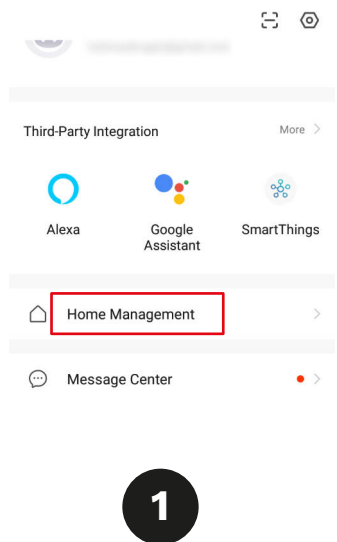 Third-Party Integration
More
Alexa
Google
Assistant
SmartThings
Home Management
Message Center
1